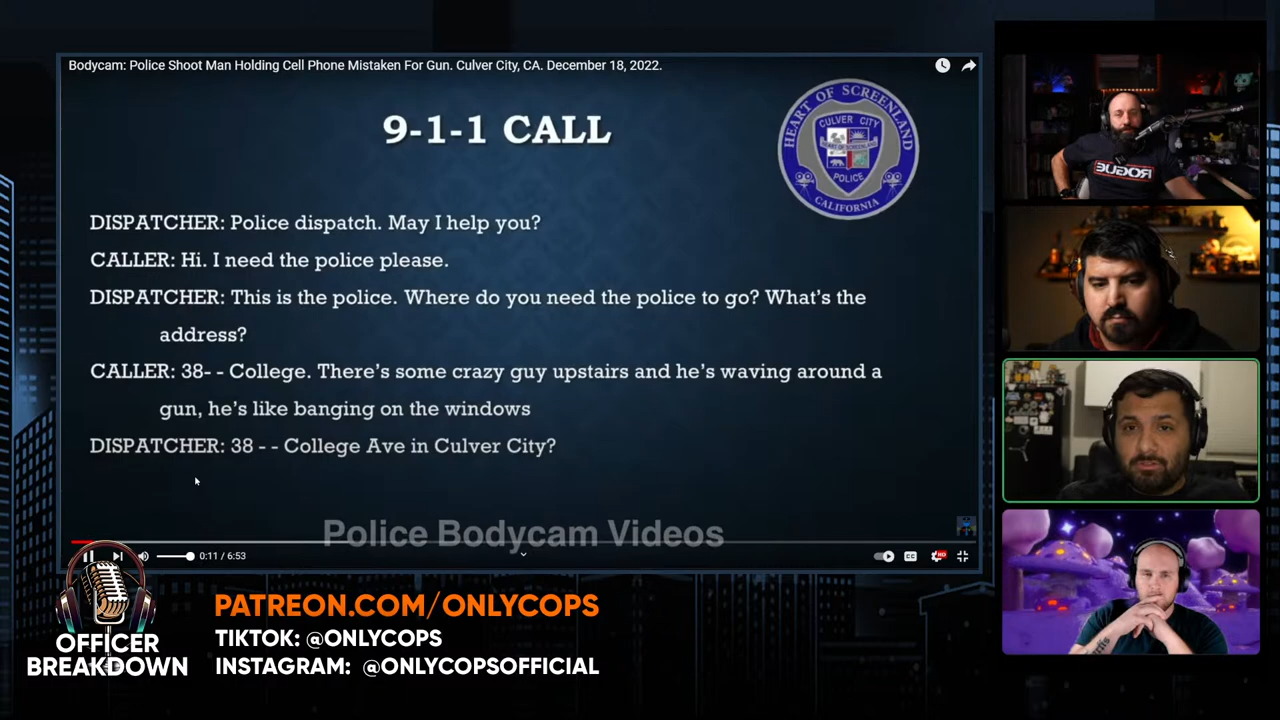 Bodycam: Police Shoot Man Holding Cell Phone Mistaken For Gun. Culver City, CA. December 18, 2022.
9-1-1 CALL
HEART OF SCREENLAND
CULVER CITY
HEART OF SCREENLAND
POLICE
CALIFORNIA
DISPATCHER: Police dispatch. May I help you?
CALLER: Hi. I need the police please.
DISPATCHER: This is the police. Where do you need the police to go? What's the
address?
CALLER: 38- - College. There's some crazy guy upstairs and he's waving around a
gun, he's like banging on the windows
DISPATCHER: 38 - - College Ave in Culver City?
Police Bodycam Videos
0:11 / 6:53
CC
HD
OFFICER
BREAKDOWN
PATREON.COM/ONLYCOPS
TIKTOK: @ONLYCOPS
INSTAGRAM: @ONLYCOPSOFFICIAL
ROGUE